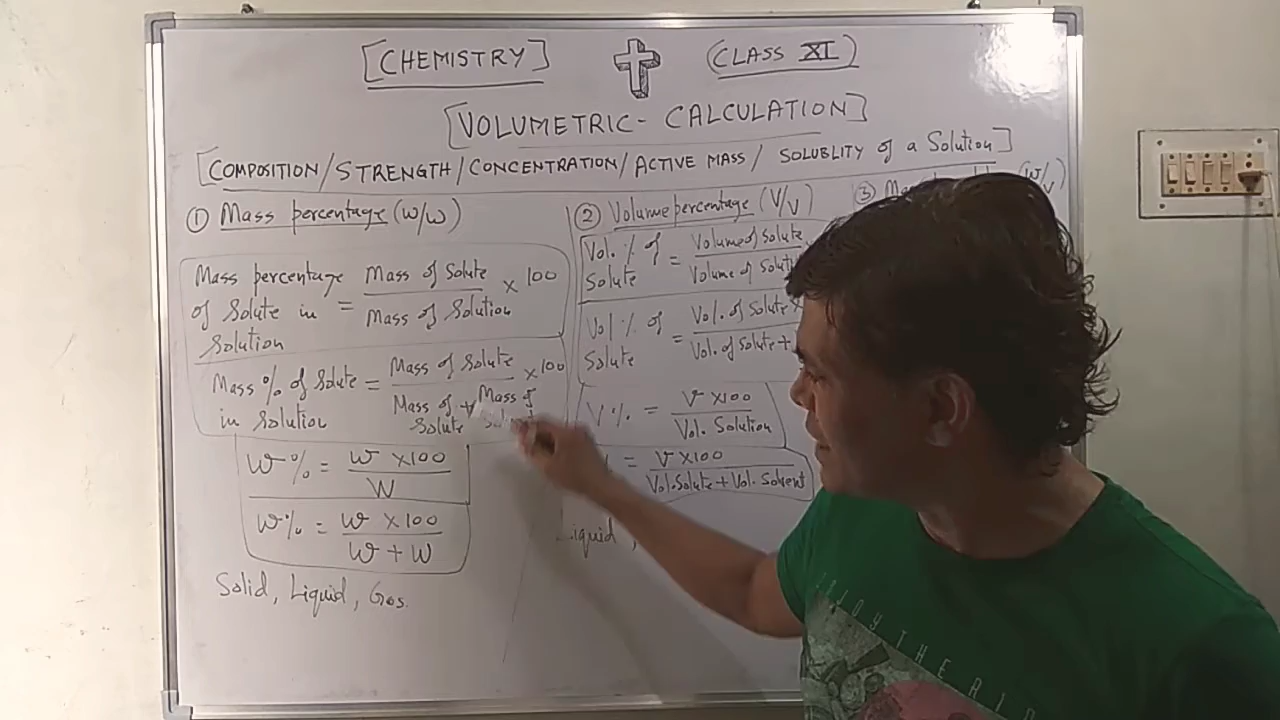 [CHEMISTRY]
(CLASS XI)
[VOLUMETRIC - CALCULATION]
[COMPOSITION/STRENGTH/CONCENTRATION/ACTIVE MASS/ SOLUBLITY of a Solution]
① Mass percentage (w/w)
Mass percentage of Solute in Solution = Mass of Solute / Mass of Solution × 100
Mass % of Solute in Solution = Mass of Solute / Mass of Solute + Mass of × 100
W% = w × 100 / W
w% = w × 100 / w + W
Solid, Liquid, Gas.
② Volume percentage (V/V)
Vol. % of Solute = Volume of Solute / Volume of
Vol % of Solute = Vol. of Solute × / Vol. of Solute +
V% = V × 100 / Vol. Solution
= V × 100 / Vol. Solute + Vol. Solvent
Liquid,
③ (W/V)
ENJOY THE